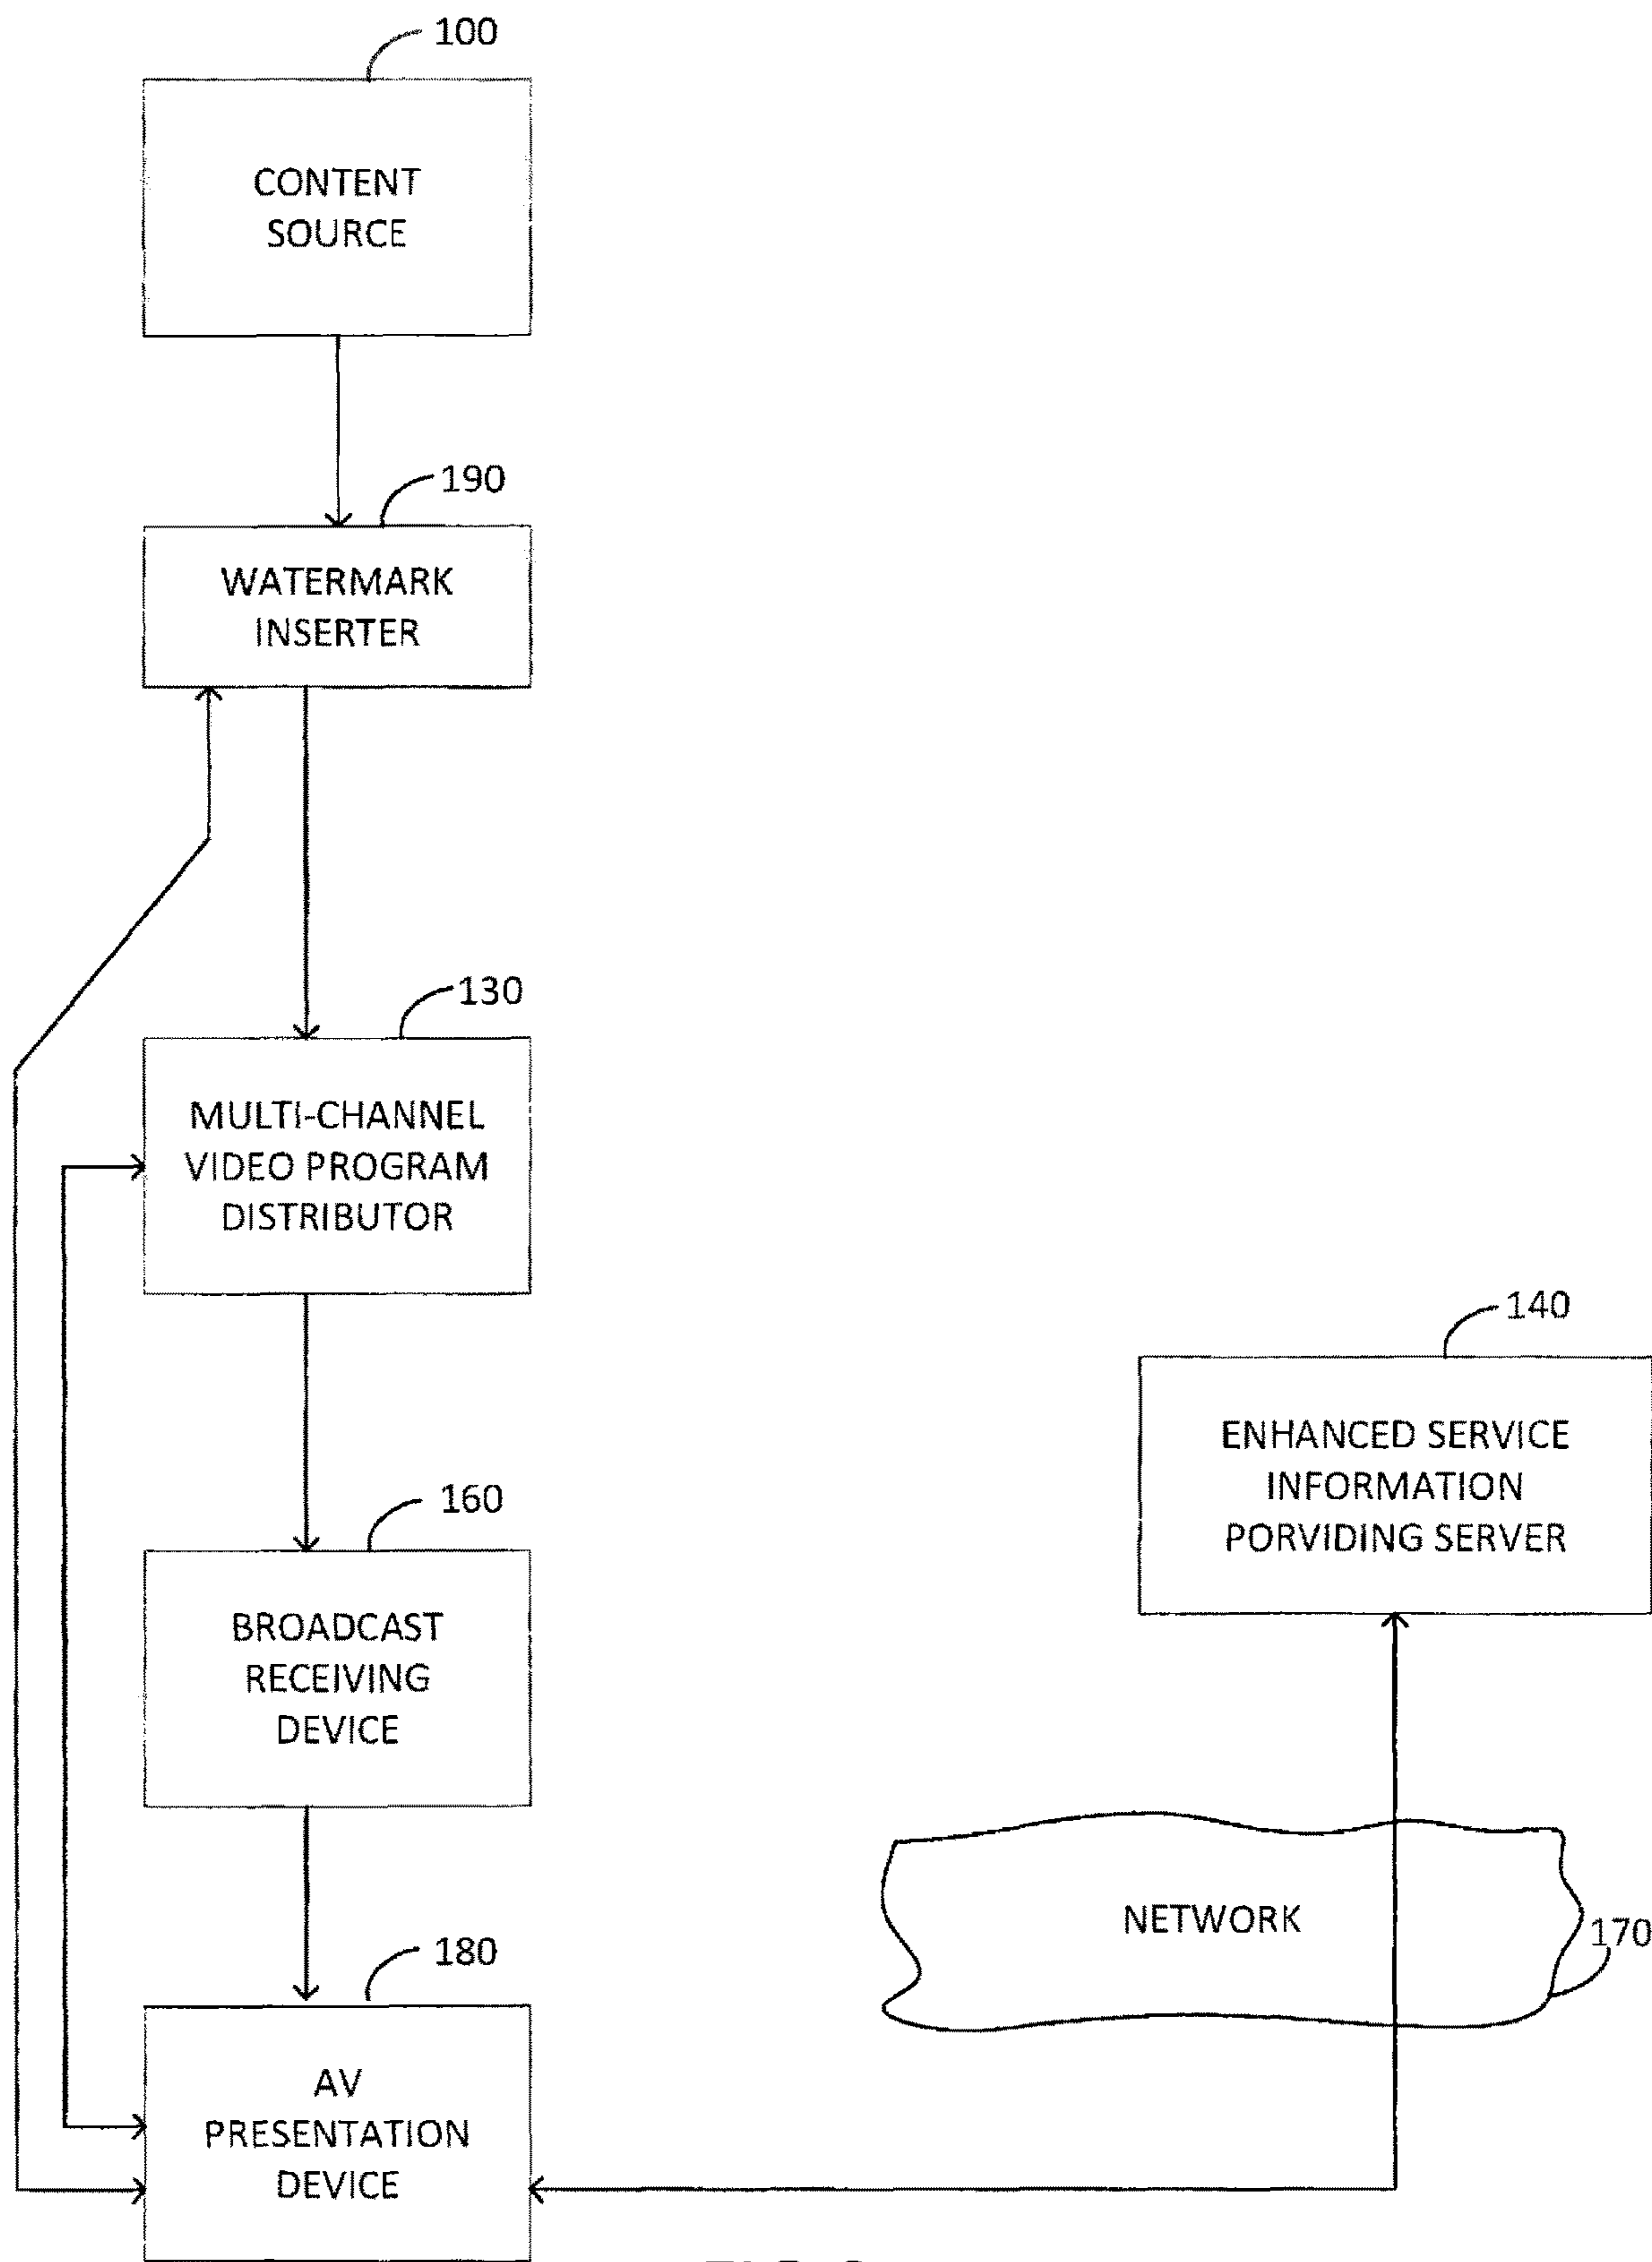 100
CONTENT
SOURCE
190
WATERMARK
INSERTER
130
MULTI-CHANNEL
VIDEO PROGRAM
DISTRIBUTOR
140
ENHANCED SERVICE
INFORMATION
PORVIDING SERVER
160
BROADCAST
RECEIVING
DEVICE
NETWORK
170
180
AV
PRESENTATION
DEVICE